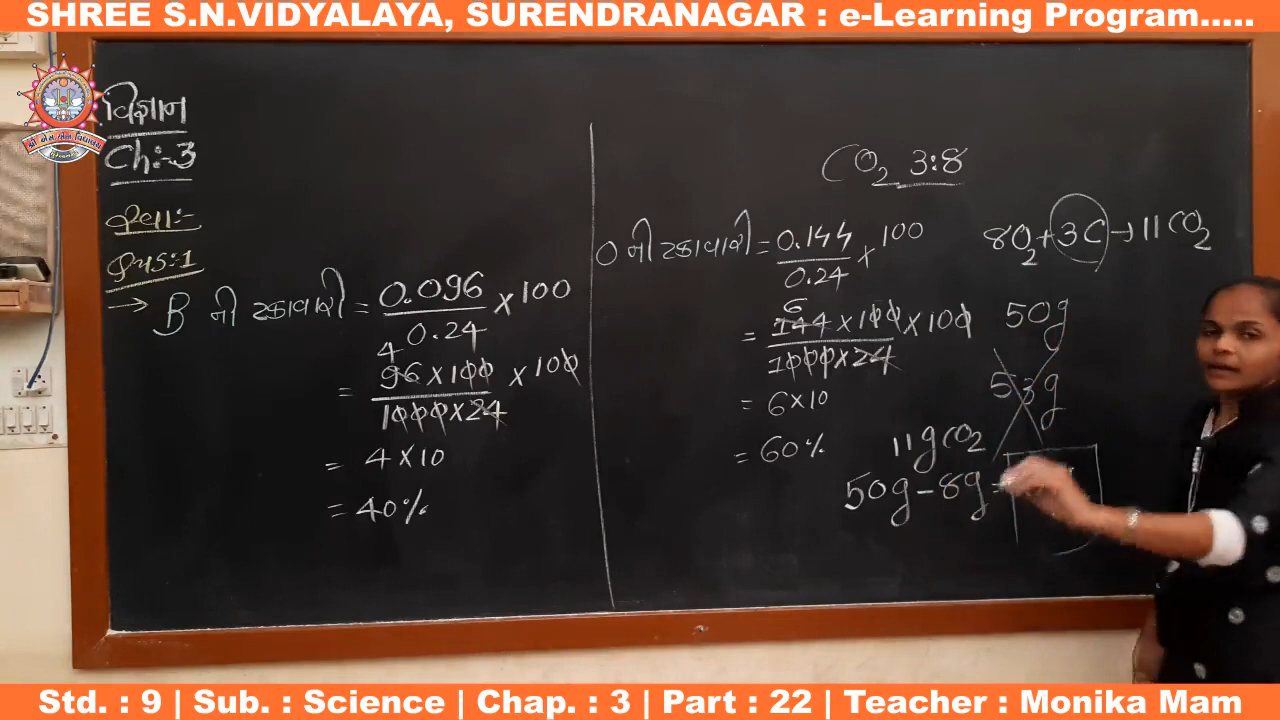 SHREE S.N.VIDYALAYA, SURENDRANAGAR : e-Learning Program.....
વિજ્ઞાન
Ch:-3
સ્વા:-
B ની ટકાવારી = 0.096 / 0.24 × 100
4
= 96 × 100 / 1000 × 24 × 100
= 4 × 10
= 40%
CO2 3:8
O ની ટકાવારી = 0.144 / 0.24 × 100
6
= 144 × 100 / 1000 × 24 × 100
= 6 × 10
= 60%
8O2 + 3C → 11CO2
50g
53g
11g CO2
50g - 8g =
Std. : 9 | Sub. : Science | Chap. : 3 | Part : 22 | Teacher : Monika Mam